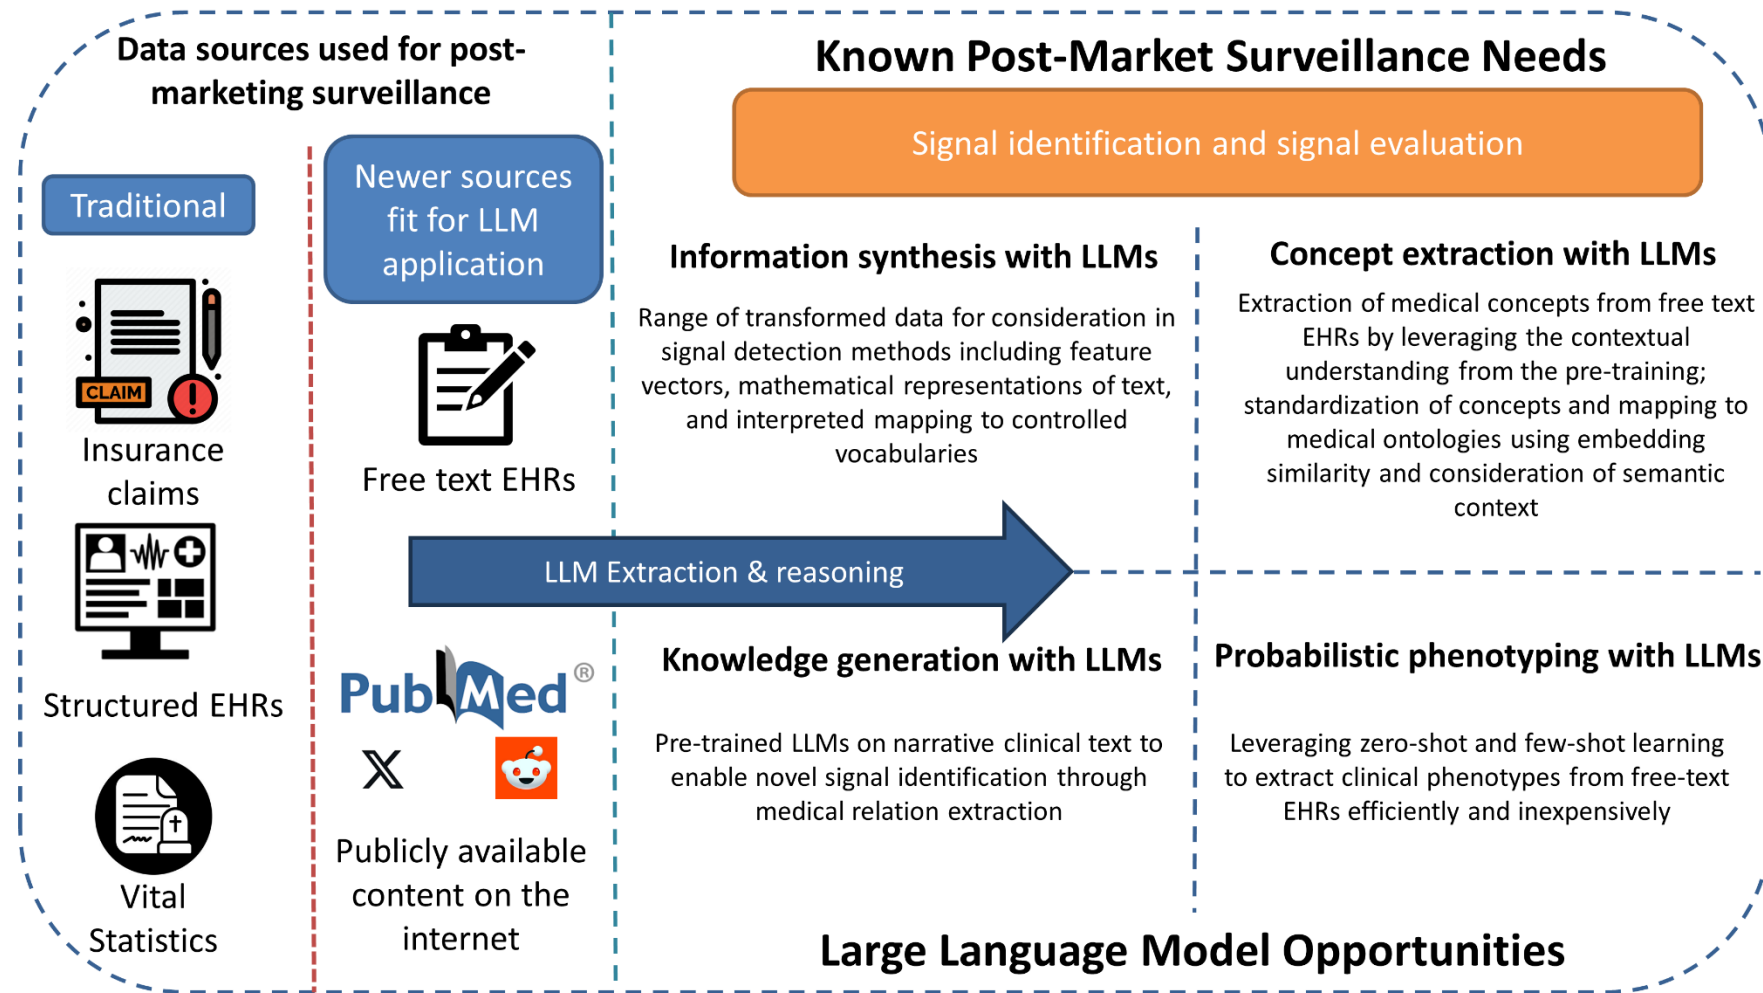 Data sources used for post-
marketing surveillance
Traditional
CLAIM
Insurance
claims
Structured EHRs
Vital
Statistics
Newer sources
fit for LLM
application
Free text EHRs
LLM Extraction & reasoning
PubMed®
X
Publicly available
content on the
internet
Known Post-Market Surveillance Needs
Signal identification and signal evaluation
Information synthesis with LLMs
Range of transformed data for consideration in
signal detection methods including feature
vectors, mathematical representations of text,
and interpreted mapping to controlled
vocabularies
Concept extraction with LLMs
Extraction of medical concepts from free text
EHRs by leveraging the contextual
understanding from the pre-training;
standardization of concepts and mapping to
medical ontologies using embedding
similarity and consideration of semantic
context
Knowledge generation with LLMs
Pre-trained LLMs on narrative clinical text to
enable novel signal identification through
medical relation extraction
Probabilistic phenotyping with LLMs
Leveraging zero-shot and few-shot learning
to extract clinical phenotypes from free-text
EHRs efficiently and inexpensively
Large Language Model Opportunities